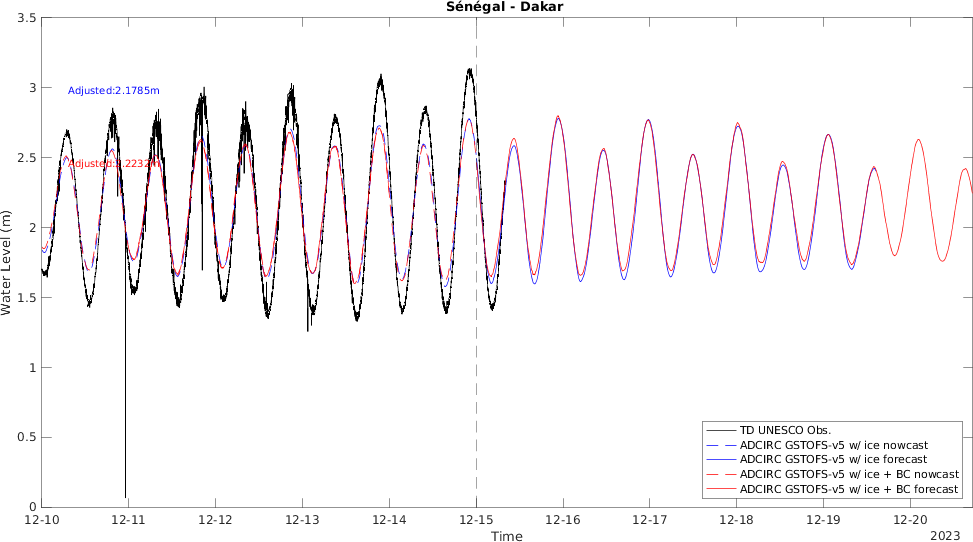 Sénégal - Dakar
3.5
3
2.5
2
1.5
1
0.5
0
Water Level (m)
Adjusted:2.1785m
Adjusted:2.2232m
TD UNESCO Obs.
ADCIRC GSTOFS-v5 w/ ice nowcast
ADCIRC GSTOFS-v5 w/ ice forecast
ADCIRC GSTOFS-v5 w/ ice + BC nowcast
ADCIRC GSTOFS-v5 w/ ice + BC forecast
12-10 12-11 12-12 12-13 12-14 12-15 12-16 12-17 12-18 12-19 12-20
Time
2023